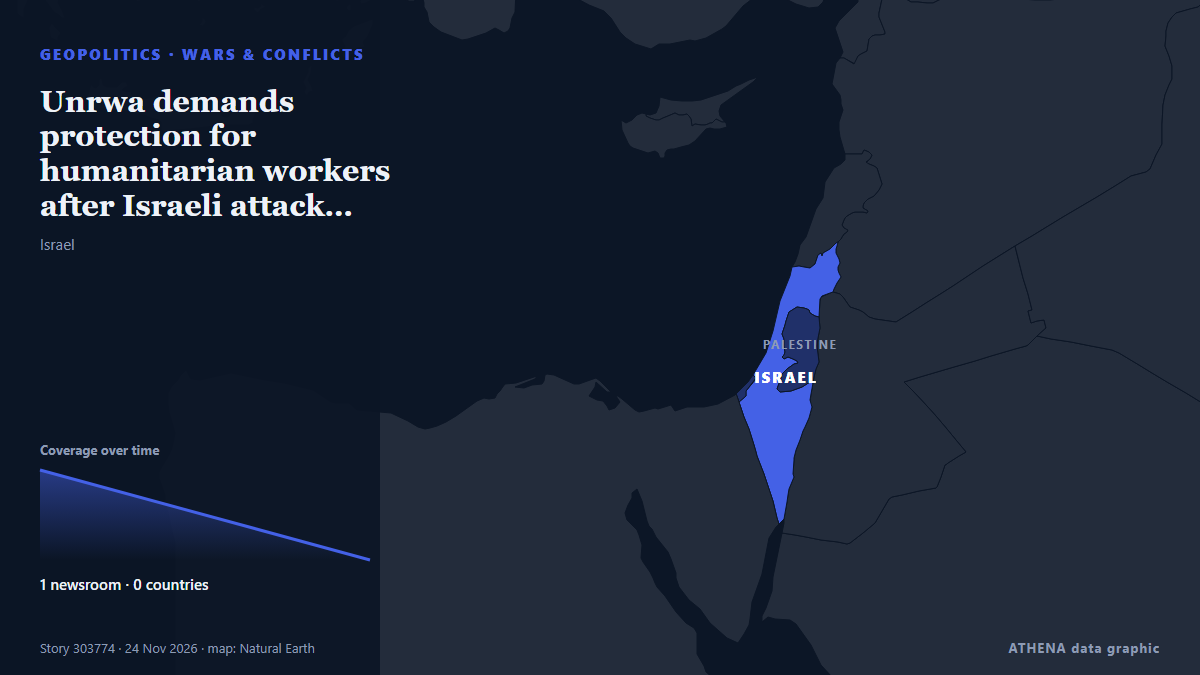 GEOPOLITICS · WARS & CONFLICTS
Unrwa demands
protection for
humanitarian workers
after Israeli attack...
Israel
PALESTINE
ISRAEL
Coverage over time
1 newsroom · 0 countries
Story 303774 · 24 Nov 2026 · map: Natural Earth
ATHENA data graphic